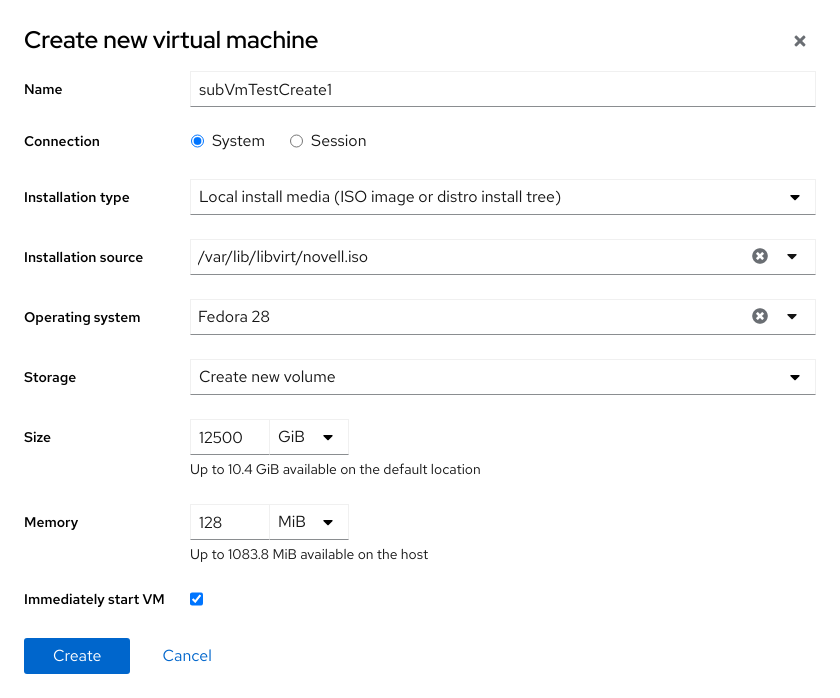 Create new virtual machine
Name subVmTestCreate1
Connection System Session
Installation type Local install media (ISO image or distro install tree)
Installation source /var/lib/libvirt/novell.iso
Operating system Fedora 28
Storage Create new volume
Size 12500 GiB
Up to 10.4 GiB available on the default location
Memory 128 MiB
Up to 1083.8 MiB available on the host
Immediately start VM
Create Cancel